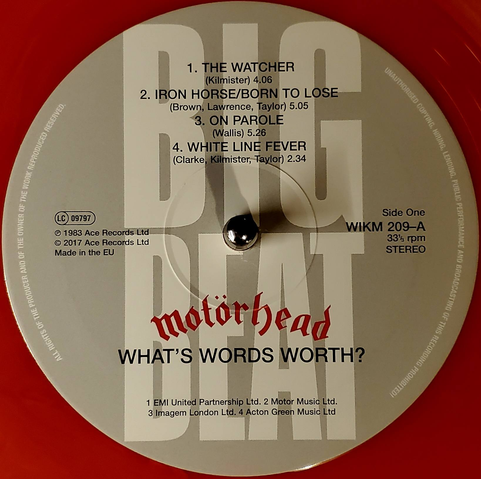 BIG
BEAT
1. THE WATCHER
(Kilmister) 4.06
2. IRON HORSE/BORN TO LOSE
(Brown, Lawrence, Taylor) 5.05
3. ON PAROLE
(Wallis) 5.26
4. WHITE LINE FEVER
(Clarke, Kilmister, Taylor) 2.34
LC 09797
℗ 1983 Ace Records Ltd
© 2017 Ace Records Ltd
Made in the EU
Side One
WIKM 209–A
33⅓ rpm
STEREO
motörhead
WHAT'S WORDS WORTH?
1 EMI United Partnership Ltd. 2 Motor Music Ltd.
3 Imagem London Ltd. 4 Acton Green Music Ltd
ALL RIGHTS OF THE PRODUCER AND OF THE OWNER OF THE WORK REPRODUCED RESERVED.
UNAUTHORISED COPYING, HIRING, LENDING, PUBLIC PERFORMANCE AND BROADCASTING OF THIS RECORDING PROHIBITED!